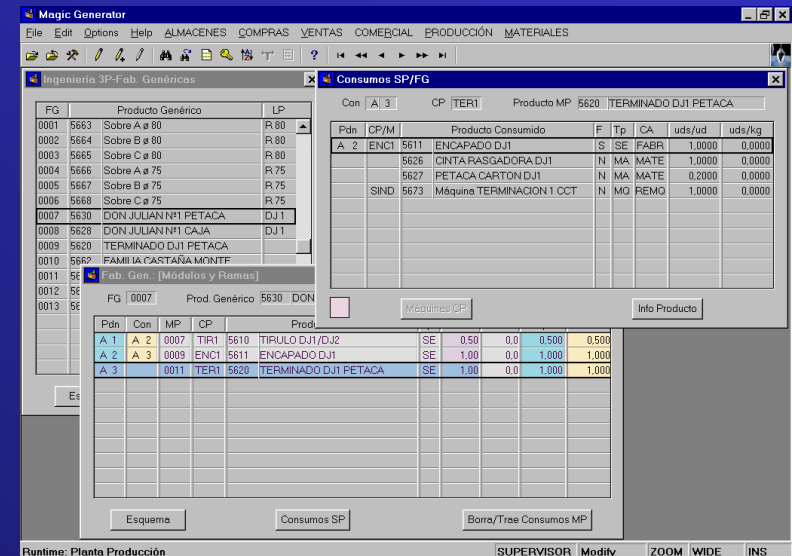 Magic Generator
File Edit Options Help ALMACENES COMPRAS VENTAS COMERCIAL PRODUCCIÓN MATERIALES
Ingeniería 3P-Fab. Genéricas
FG Producto Genérico LP
0001 5663 Sobre A ø 80 R 80
0002 5664 Sobre B ø 80 R 80
0003 5665 Sobre C ø 80 R 80
0004 5666 Sobre A ø 75 R 75
0005 5667 Sobre B ø 75 R 75
0006 5668 Sobre C ø 75 R 75
0007 5630 DON JULIAN Nº1 PETACA DJ 1
0008 5628 DON JULIAN Nº1 CAJA DJ 1
0009 5620 TERMINADO DJ1 PETACA
0010 5662 FAMILIA CASTAÑA MONTE
0011 56
0012 56
0013 56
Es
Consumos SP/FG
Con A 3 CP TER1 Producto MP 5620 TERMINADO DJ1 PETACA
Pdn CP/M Producto Consumido F Tp CA uds/ud uds/kg
A 2 ENC1 5611 ENCAPADO DJ1 S SE FABR 1,0000 0,0000
5626 CINTA RASGADORA DJ1 N MA MATE 1,0000 0,0000
5627 PETACA CARTON DJ1 N MA MATE 0,2000 0,0000
SIND 5673 Máquina TERMINACION 1 CCT N MQ REMQ 1,0000 0,0000
Máquinas CP Info Producto
Fab. Gen.: [Módulos y Ramas]
FG 0007 Prod. Genérico 5630 DON
Pdn Con MP CP Prod
A 1 A 2 0007 TIR1 5610 TIRULO DJ1/DJ2 SE 0,50 0,0 0,500 0,500
A 2 A 3 0009 ENC1 5611 ENCAPADO DJ1 SE 1,00 0,0 1,000 1,000
A 3 0011 TER1 5620 TERMINADO DJ1 PETACA SE 1,00 0,0 1,000 1,000
Esquema Consumos SP Borra/Trae Consumos MP
Runtime: Planta Producción SUPERVISOR Modify ZOOM WIDE INS